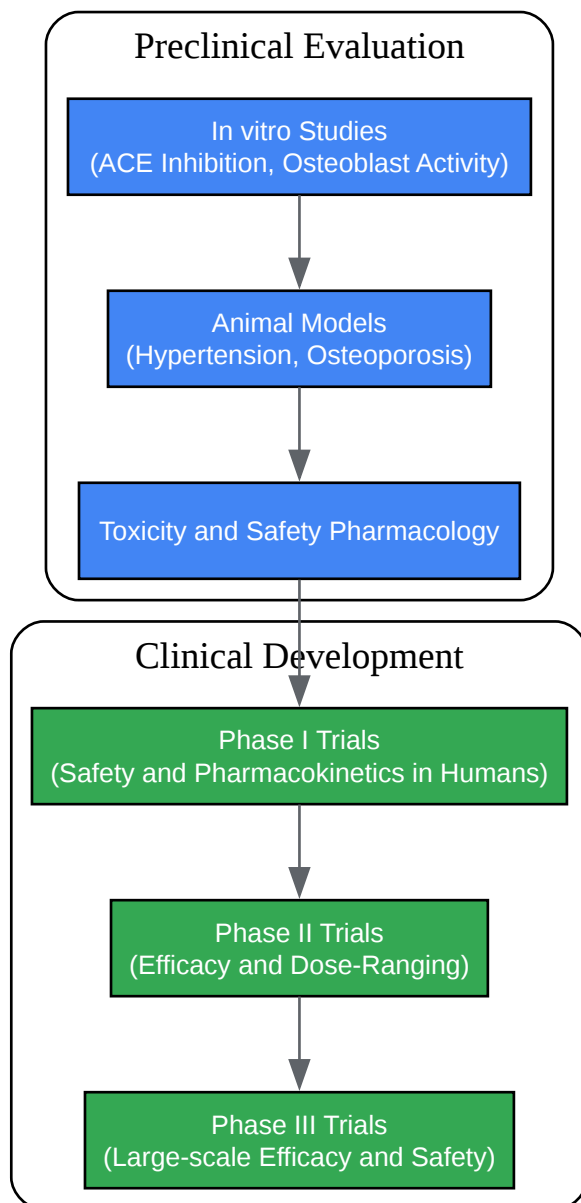 Preclinical Evaluation
In vitro Studies
(ACE Inhibition, Osteoblast Activity)
Animal Models
(Hypertension, Osteoporosis)
Toxicity and Safety Pharmacology
Clinical Development
Phase I Trials
(Safety and Pharmacokinetics in Humans)
Phase II Trials
(Efficacy and Dose-Ranging)
Phase III Trials
(Large-scale Efficacy and Safety)